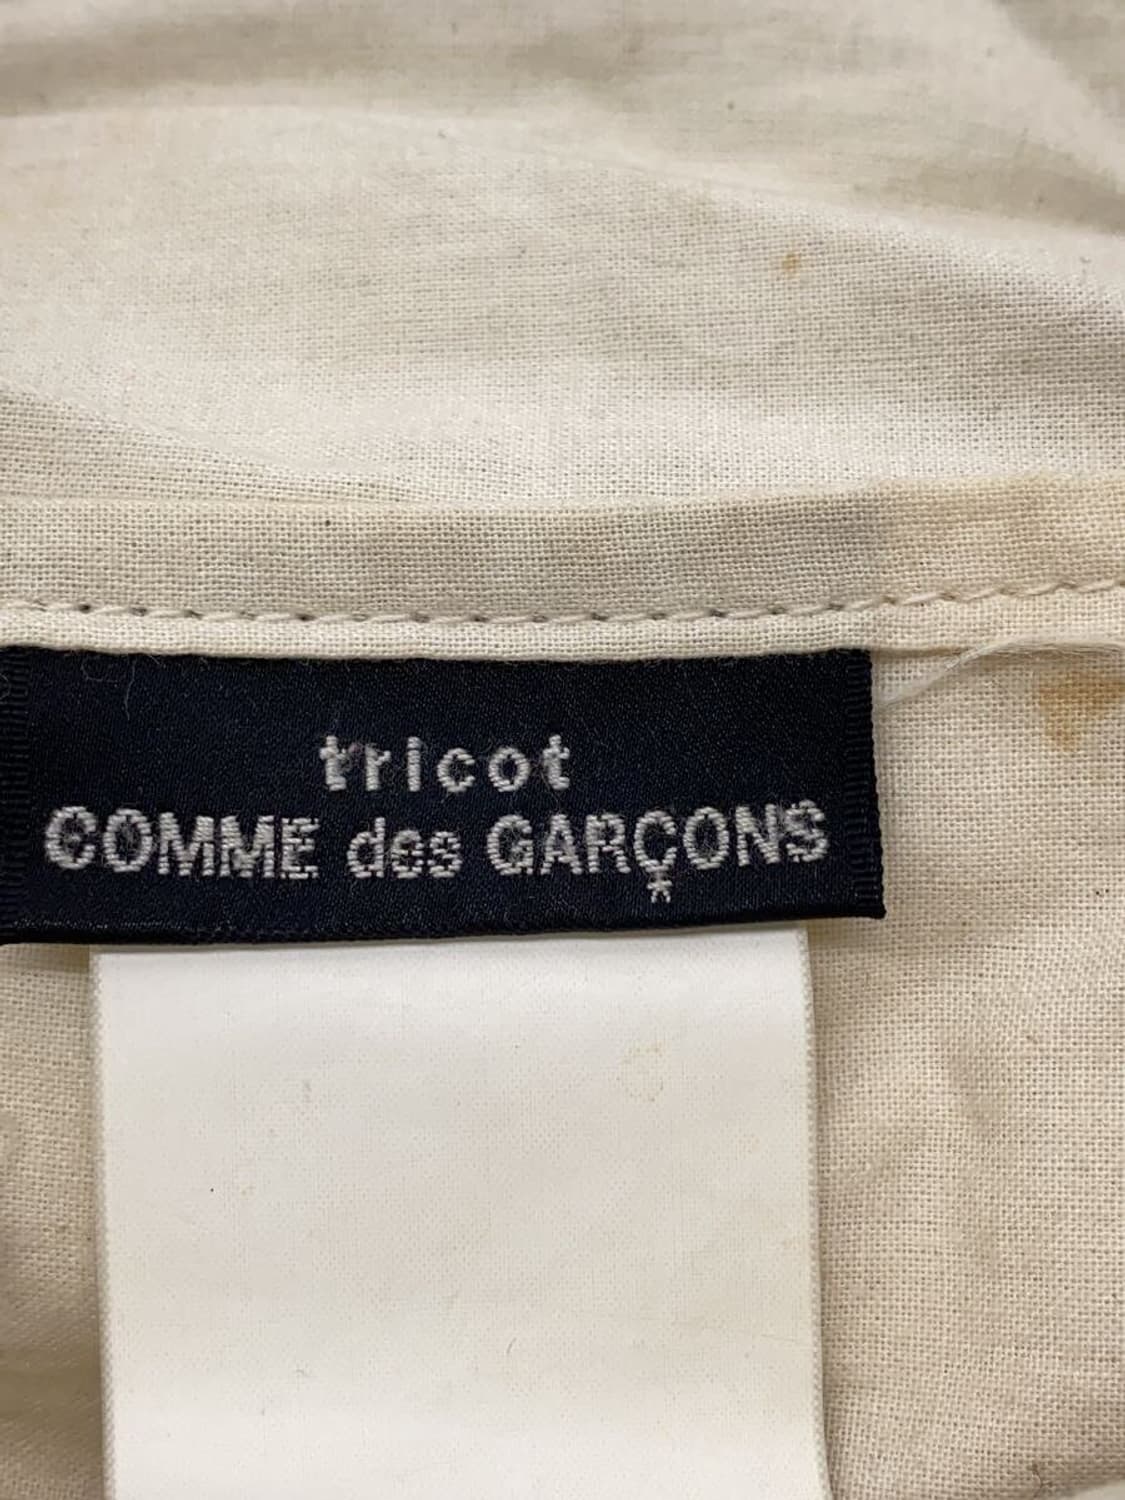 tricot
COMME des GARÇONS
*